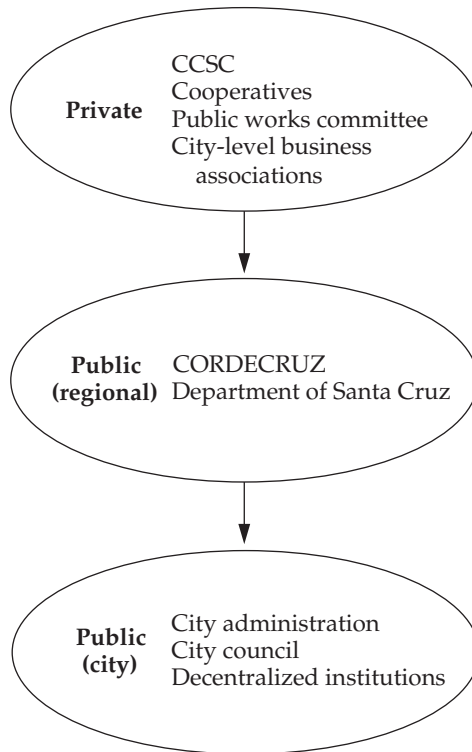 Private
CCSC
Cooperatives
Public works committee
City-level business
associations
Public
(regional)
CORDECRUZ
Department of Santa Cruz
Public
(city)
City administration
City council
Decentralized institutions